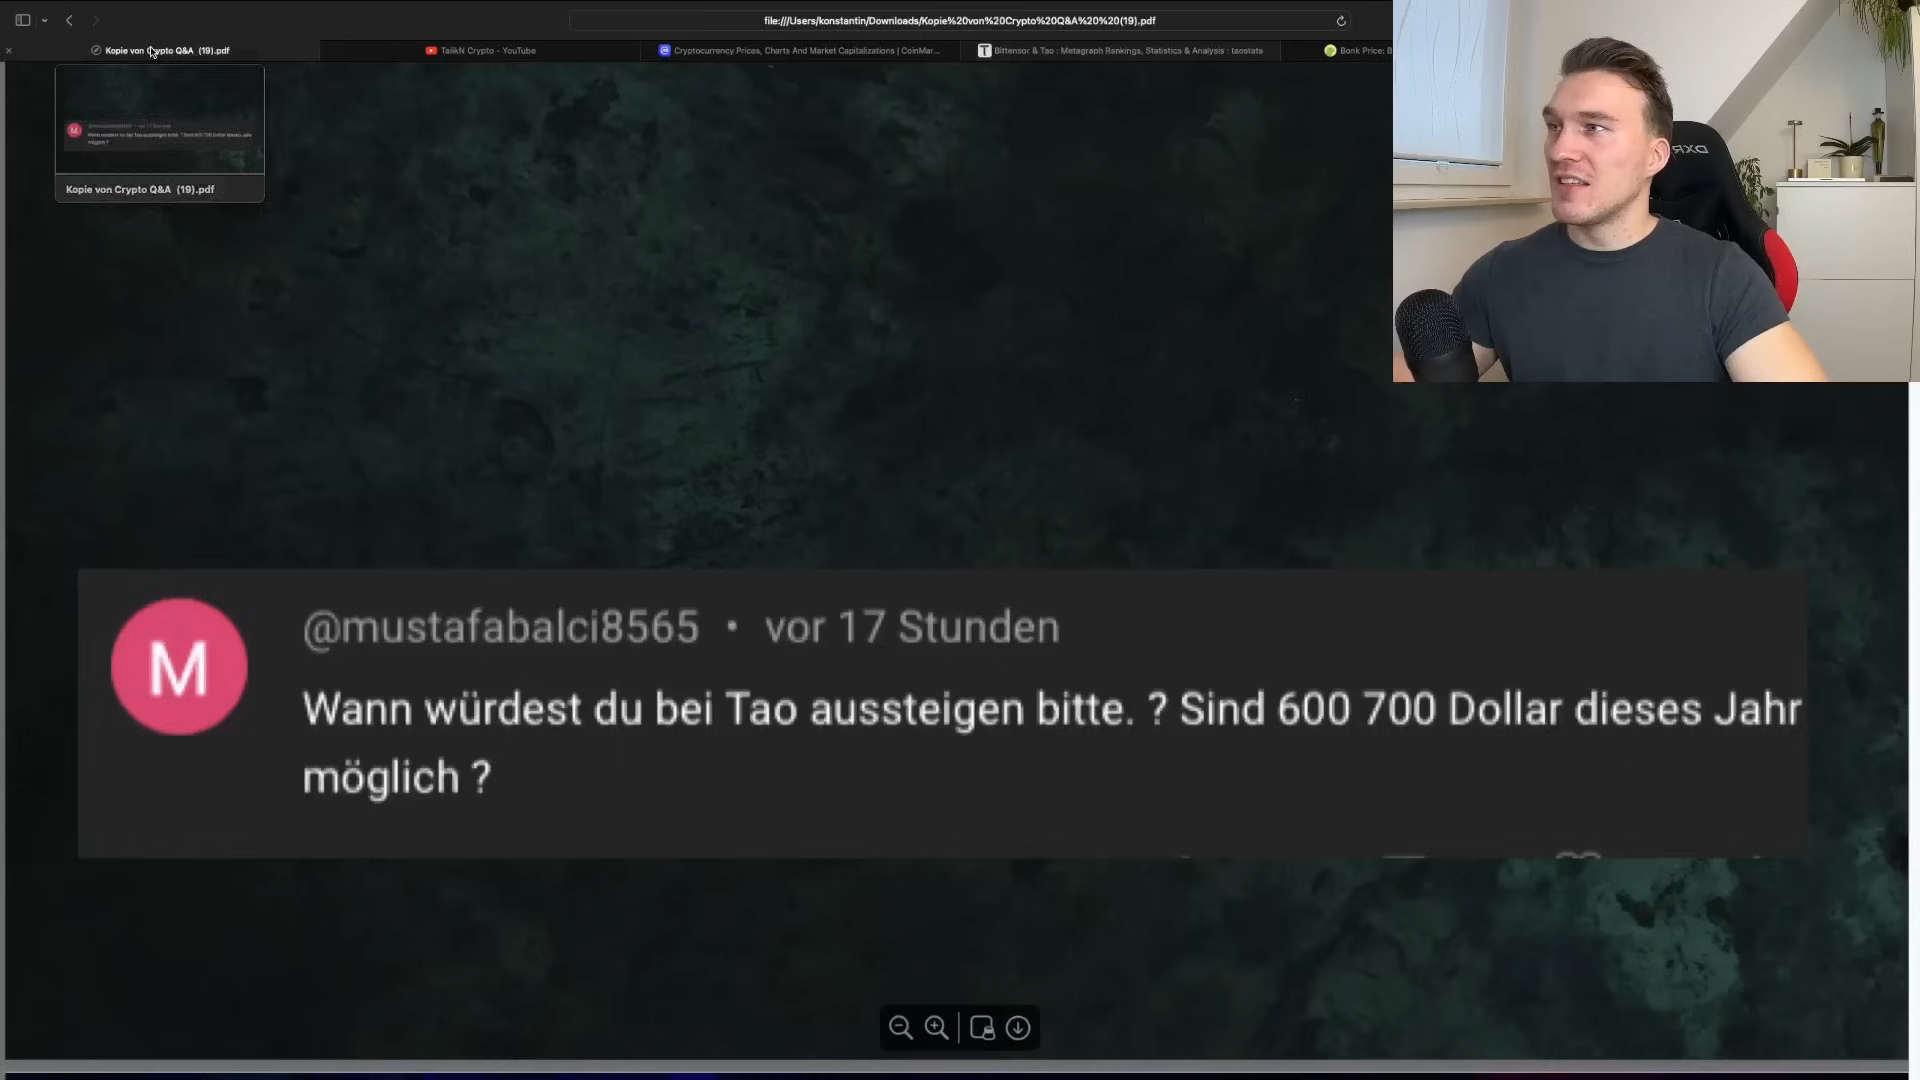 file:///Users/konstantin/Downloads/Kopie%20von%20Crypto%20Q&A%20%20(19).pdf
Kopie von Crypto Q&A (19).pdf
TaiikN Crypto - YouTube
Cryptocurrency Prices, Charts And Market Capitalizations | CoinMar...
Bittensor & Tao : Metagraph Rankings, Statistics & Analysis : taostats
Bonk Price: B
Kopie von Crypto Q&A (19).pdf
DXR
M
@mustafabalci8565 • vor 17 Stunden
Wann würdest du bei Tao aussteigen bitte. ? Sind 600 700 Dollar dieses Jahr
möglich ?